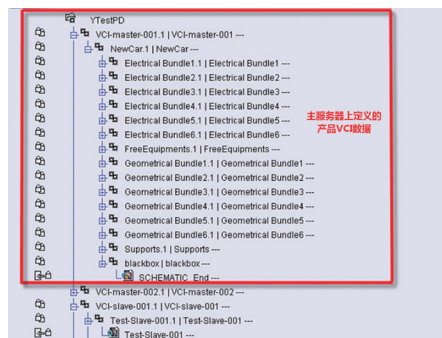 YTestPD
VCI-master-001.1 | VCI-master-001 ---
NewCar.1 | NewCar ---
Electrical Bundle1.1 | Electrical Bundle1 ---
Electrical Bundle2.1 | Electrical Bundle2 ---
Electrical Bundle3.1 | Electrical Bundle3 ---
Electrical Bundle4.1 | Electrical Bundle4 ---
Electrical Bundle5.1 | Electrical Bundle5 ---
Electrical Bundle6.1 | Electrical Bundle6 ---
FreeEquipments.1 | FreeEquipments ---
Geometrical Bundle1.1 | Geometrical Bundle1 ---
Geometrical Bundle2.1 | Geometrical Bundle2 ---
Geometrical Bundle3.1 | Geometrical Bundle3 ---
Geometrical Bundle4.1 | Geometrical Bundle4 ---
Geometrical Bundle5.1 | Geometrical Bundle5 ---
Geometrical Bundle6.1 | Geometrical Bundle6 ---
Supports.1 | Supports ---
blackbox | blackbox ---
SCHEMATIC_End ---
VCI-master-002.1 | VCI-master-002 ---
VCI-slave-001.1 | VCI-slave-001 ---
Test-Slave-001.1 | Test-Slave-001 ---
Test-Slave-001 ---
主服务器上定义的
产品VCI数据